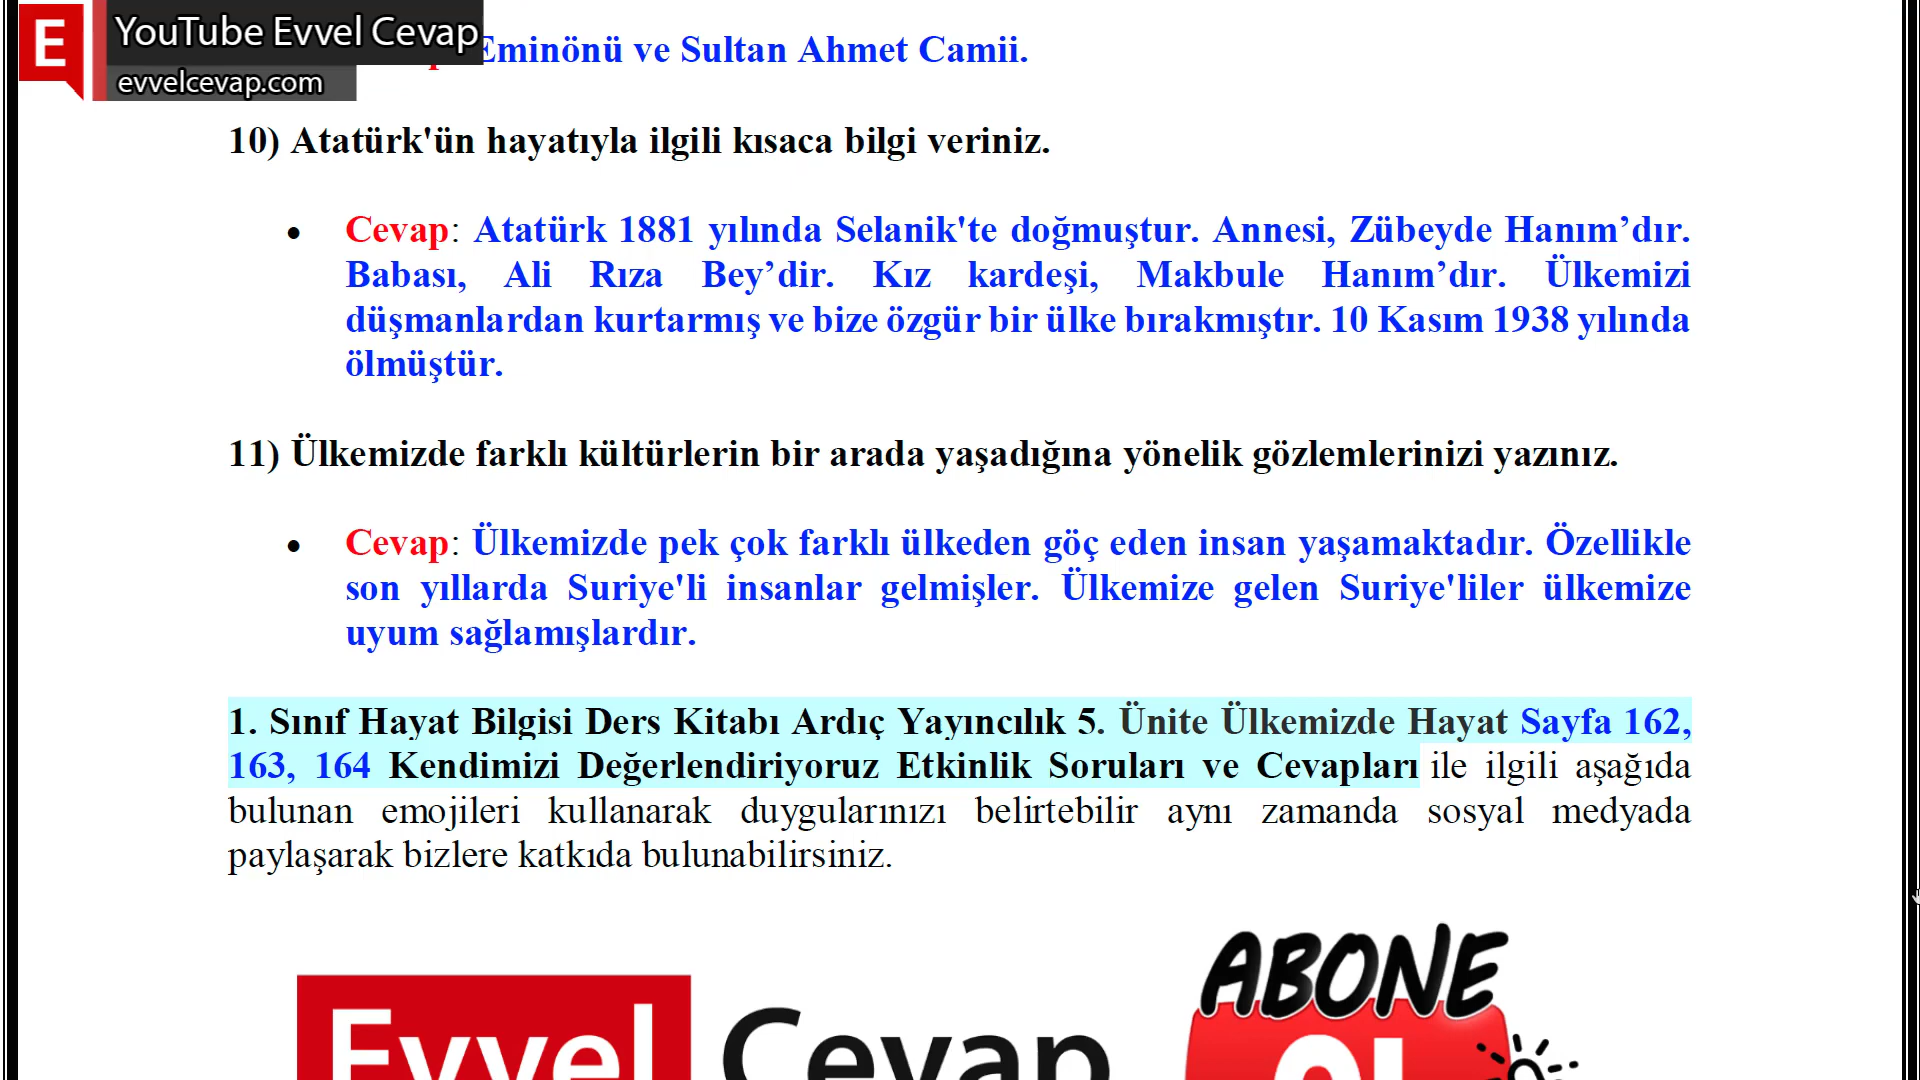 YouTube Evvel Cevap
evvelcevap.com
Eminönü ve Sultan Ahmet Camii.
10) Atatürk'ün hayatıyla ilgili kısaca bilgi veriniz.
• Cevap: Atatürk 1881 yılında Selanik'te doğmuştur. Annesi, Zübeyde Hanım’dır.
Babası, Ali Rıza Bey’dir. Kız kardeşi, Makbule Hanım’dır. Ülkemizi
düşmanlardan kurtarmış ve bize özgür bir ülke bırakmıştır. 10 Kasım 1938 yılında
ölmüştür.
11) Ülkemizde farklı kültürlerin bir arada yaşadığına yönelik gözlemlerinizi yazınız.
• Cevap: Ülkemizde pek çok farklı ülkeden göç eden insan yaşamaktadır. Özellikle
son yıllarda Suriye'li insanlar gelmişler. Ülkemize gelen Suriye'liler ülkemize
uyum sağlamışlardır.
1. Sınıf Hayat Bilgisi Ders Kitabı Ardıç Yayıncılık 5. Ünite Ülkemizde Hayat Sayfa 162,
163, 164 Kendimizi Değerlendiriyoruz Etkinlik Soruları ve Cevapları ile ilgili aşağıda
bulunan emojileri kullanarak duygularınızı belirtebilir aynı zamanda sosyal medyada
paylaşarak bizlere katkıda bulunabilirsiniz.
Evvel Cevap
ABONE
OL